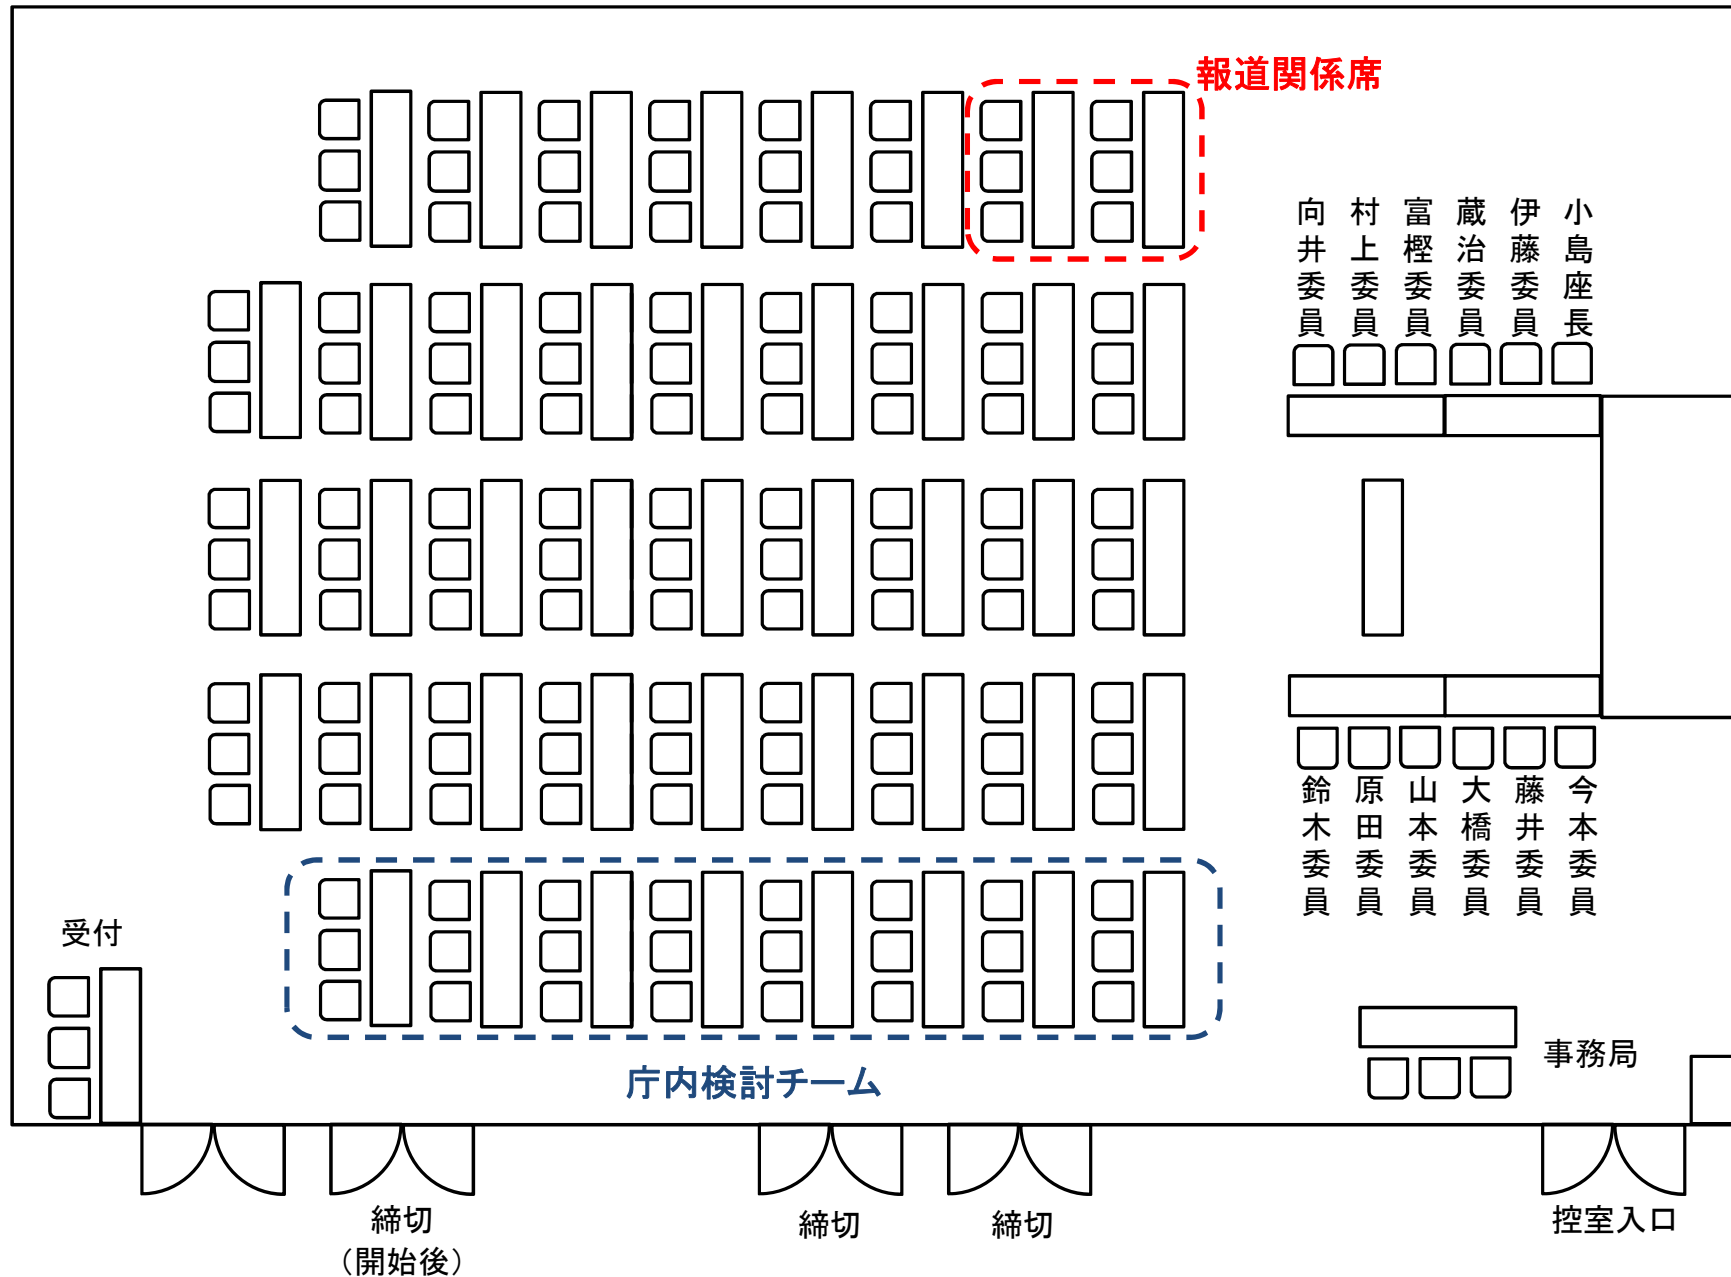 報道関係席
向井委員
村上委員
富樫委員
蔵治委員
伊藤委員
小島座長
鈴木委員
原田委員
山本委員
大橋委員
藤井委員
今本委員
受付
事務局
庁内検討チーム
締切
（開始後）
締切
締切
控室入口